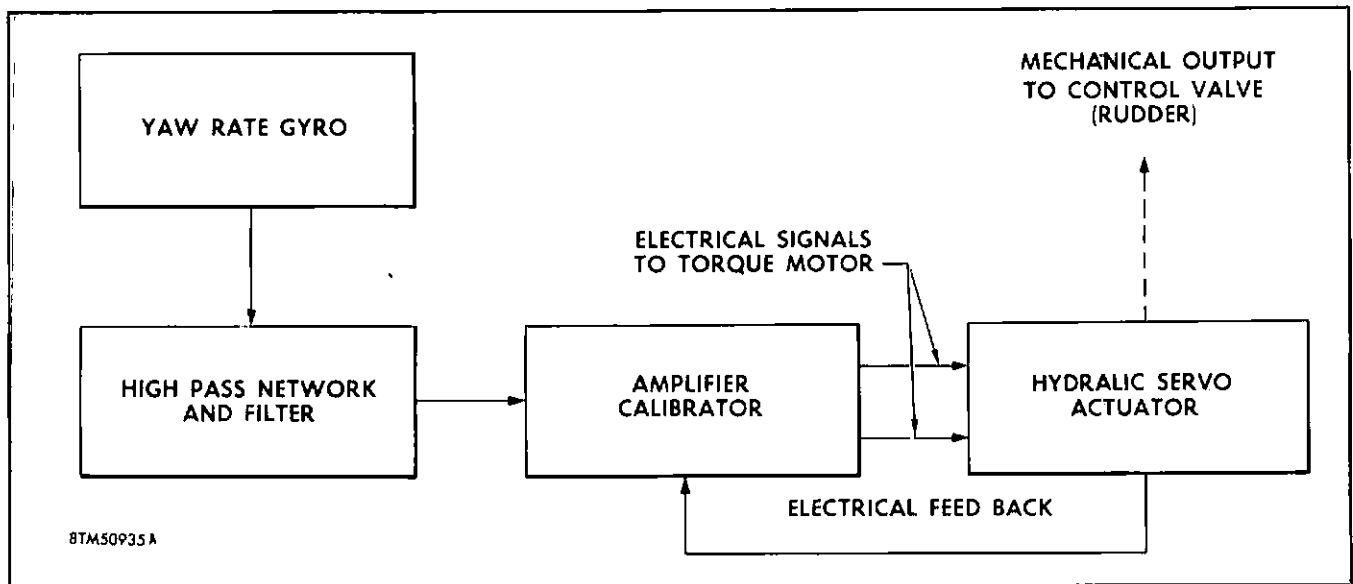 YAW RATE GYRO
MECHANICAL OUTPUT
TO CONTROL VALVE
(RUDDER)
ELECTRICAL SIGNALS
TO TORQUE MOTOR
HIGH PASS NETWORK
AND FILTER
AMPLIFIER
CALIBRATOR
HYDRALIC SERVO
ACTUATOR
ELECTRICAL FEED BACK
8TM50935A